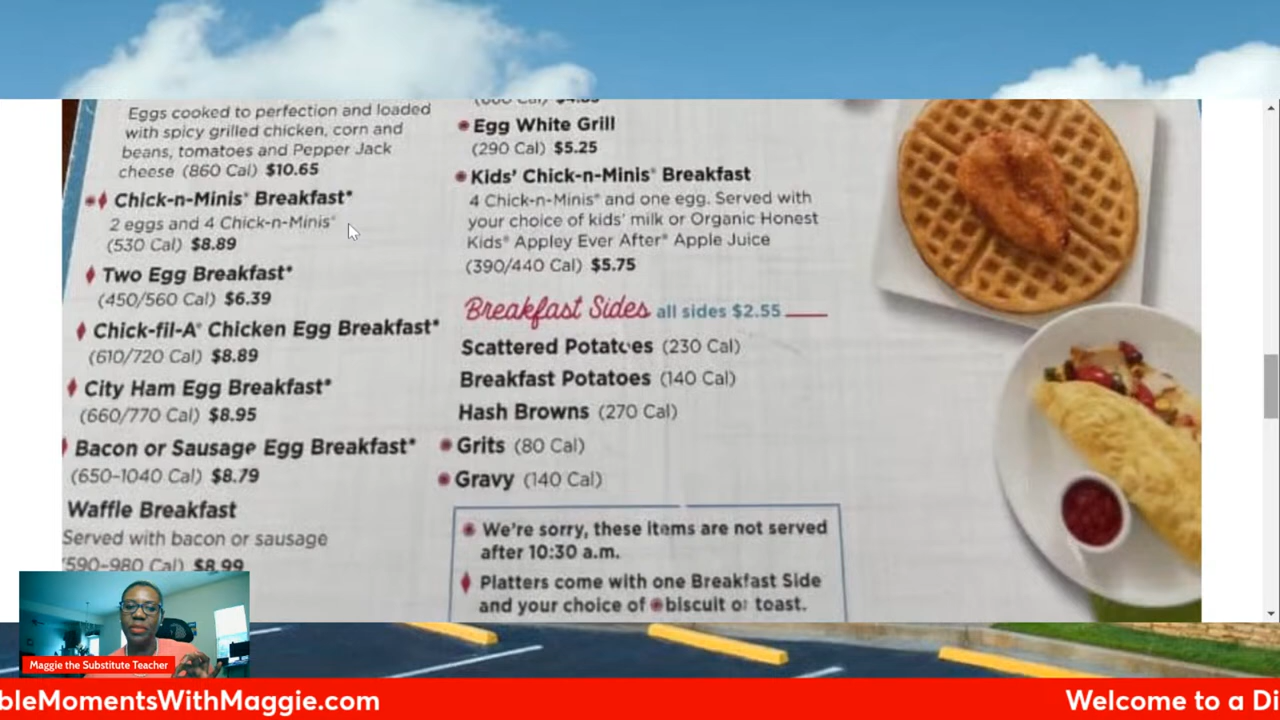 Eggs cooked to perfection and loaded
with spicy grilled chicken, corn and
beans, tomatoes and Pepper Jack
cheese (860 Cal) $10.65
Chick-n-Minis® Breakfast*
2 eggs and 4 Chick-n-Minis®
(530 Cal) $8.89
Two Egg Breakfast*
(450/560 Cal) $6.39
Chick-fil-A® Chicken Egg Breakfast*
(610/720 Cal) $8.89
City Ham Egg Breakfast*
(660/770 Cal) $8.95
Bacon or Sausage Egg Breakfast*
(650-1040 Cal) $8.79
Waffle Breakfast
Served with bacon or sausage
(590-980 Cal) $8.99
Egg White Grill
(290 Cal) $5.25
Kids' Chick-n-Minis® Breakfast
4 Chick-n-Minis® and one egg. Served with
your choice of kids' milk or Organic Honest
Kids® Appley Ever After® Apple Juice
(390/440 Cal) $5.75
Breakfast Sides all sides $2.55
Scattered Potatoes (230 Cal)
Breakfast Potatoes (140 Cal)
Hash Browns (270 Cal)
Grits (80 Cal)
Gravy (140 Cal)
We're sorry, these items are not served
after 10:30 a.m.
Platters come with one Breakfast Side
and your choice of biscuit or toast.
Maggie the Substitute Teacher
bleMomentsWithMaggie.com
Welcome to a Di